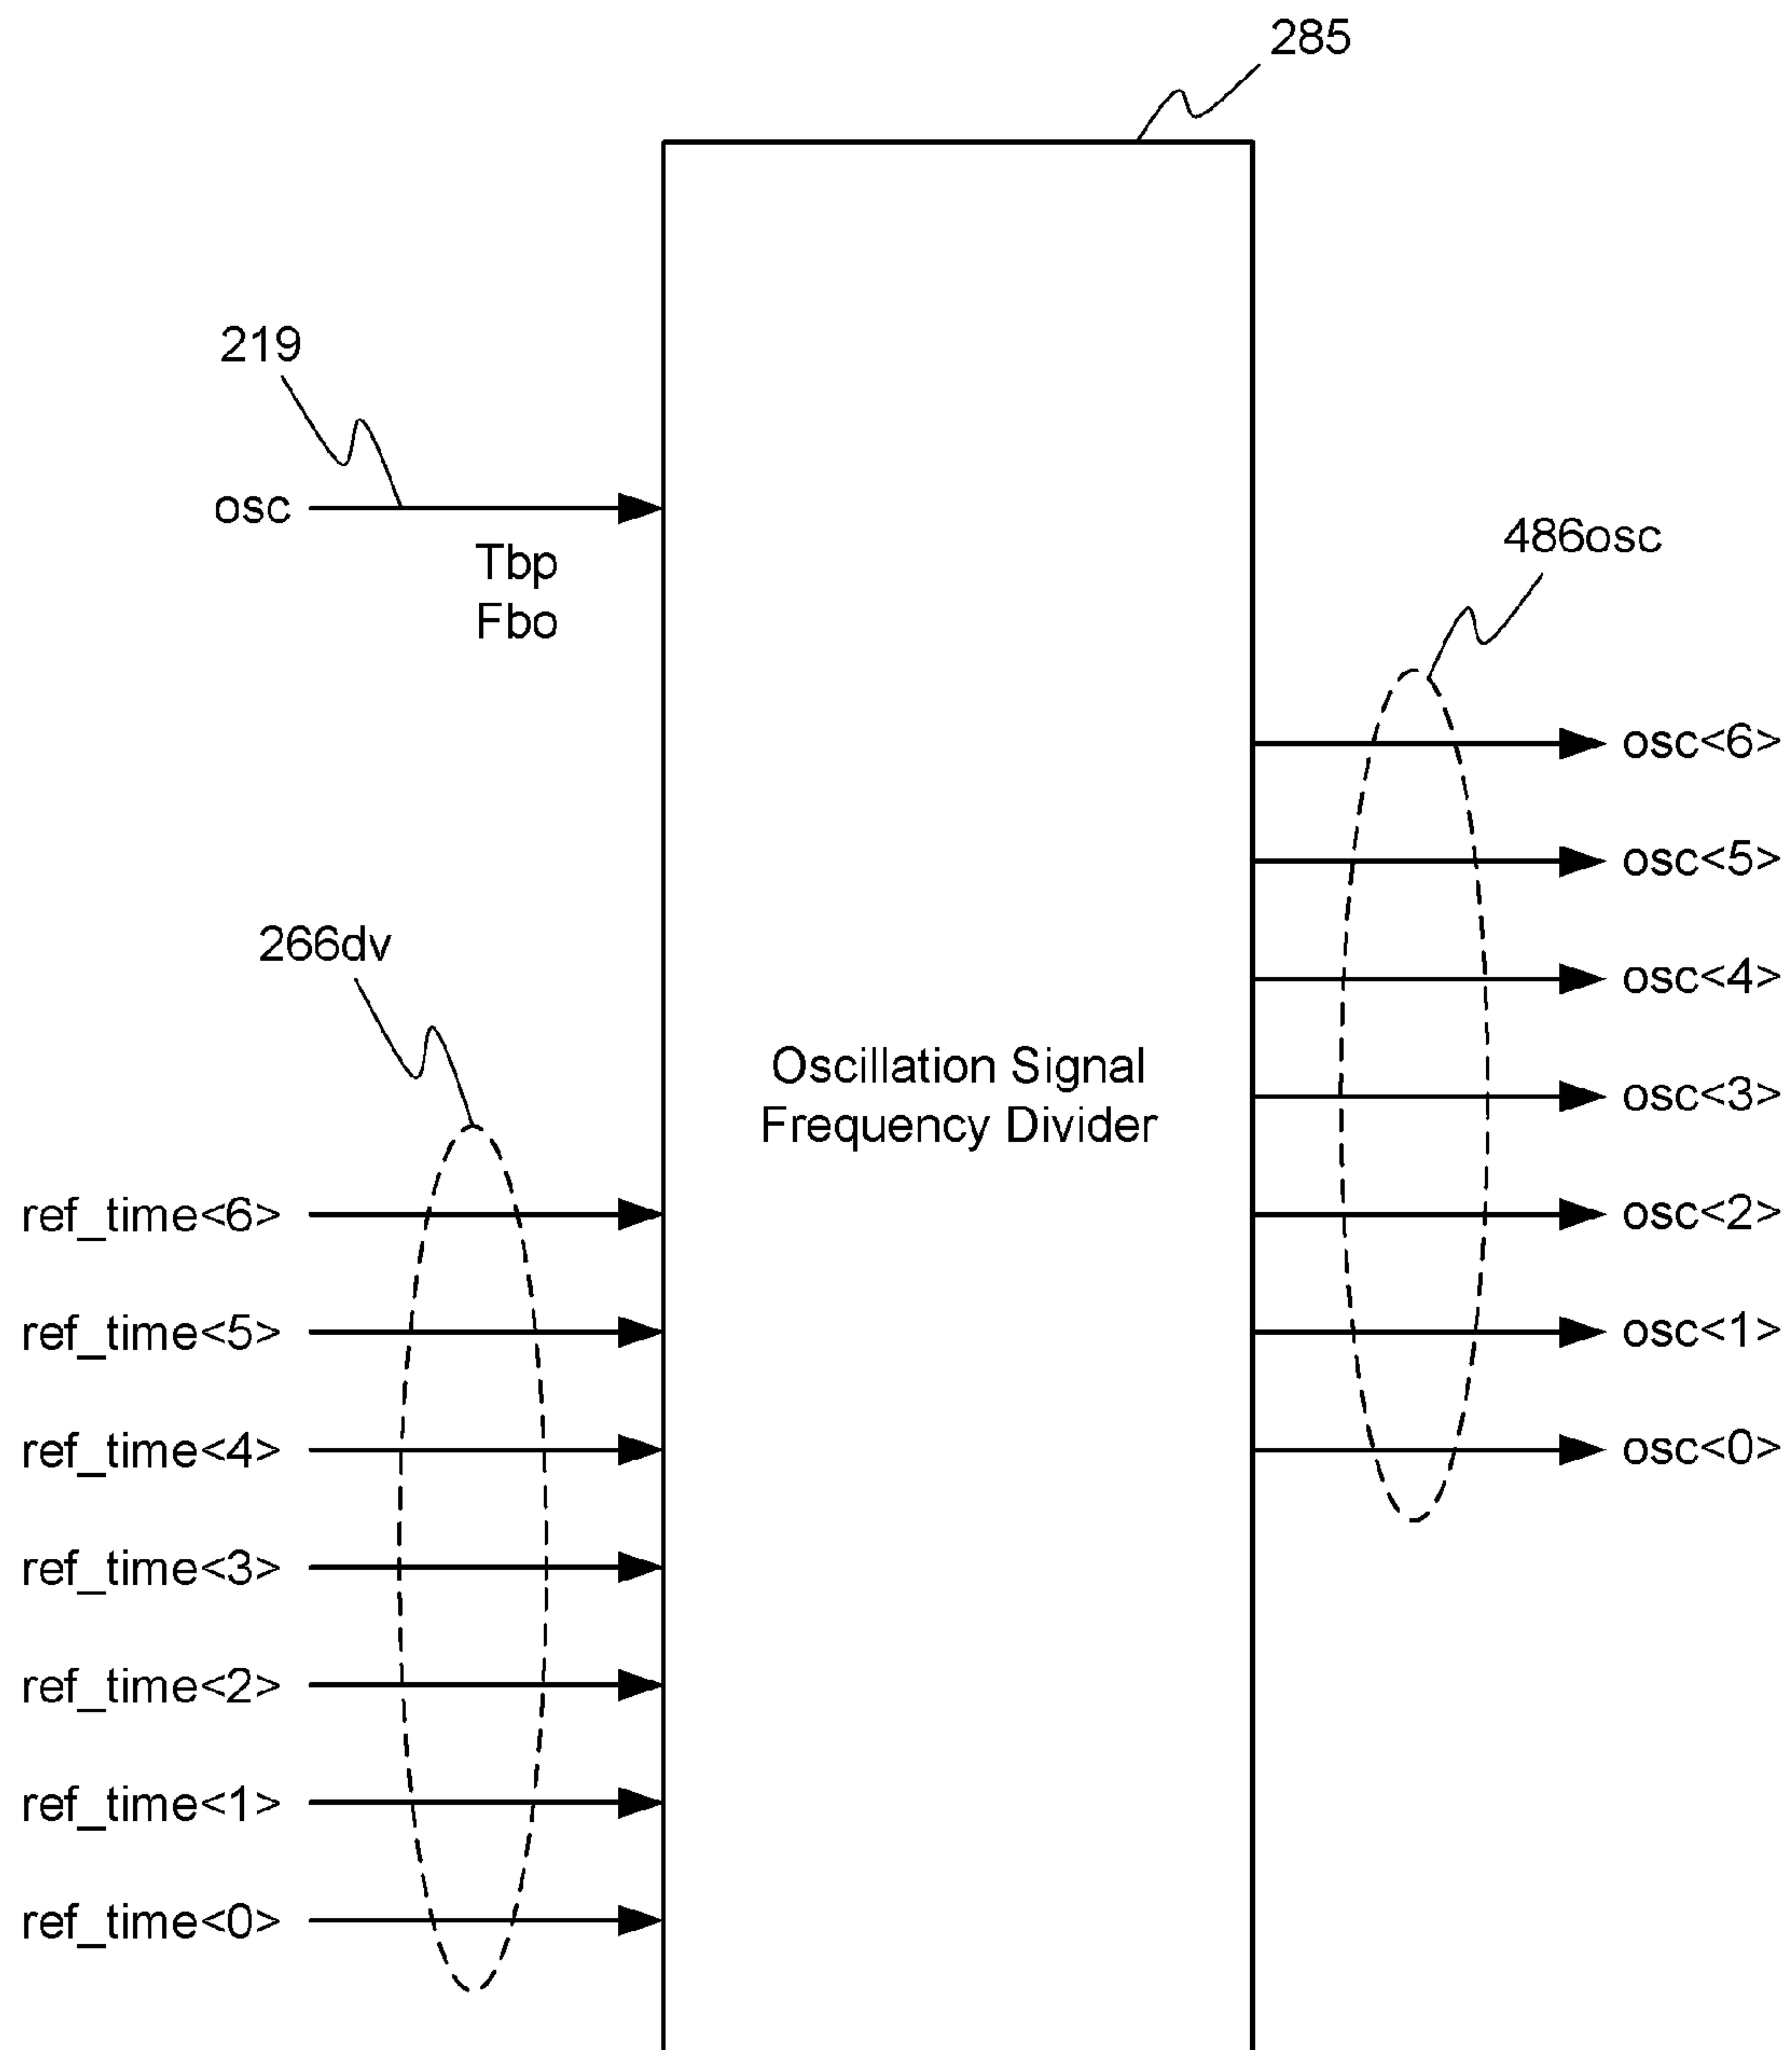 285
219
osc
Tbp
Fbo
486osc
osc<6>
osc<5>
266dv
osc<4>
Oscillation Signal
Frequency Divider
osc<3>
ref_time<6>
osc<2>
ref_time<5>
osc<1>
ref_time<4>
osc<0>
ref_time<3>
ref_time<2>
ref_time<1>
ref_time<0>